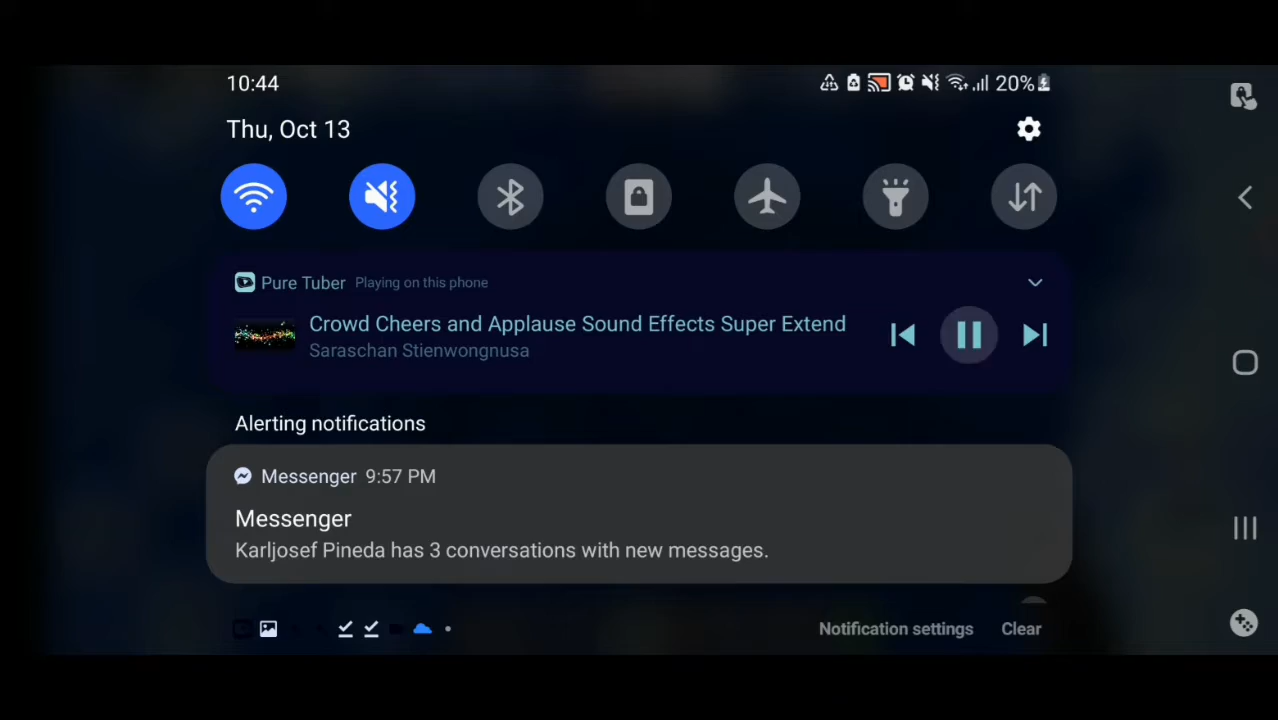 10:44
20%
Thu, Oct 13
Pure Tuber Playing on this phone
Crowd Cheers and Applause Sound Effects Super Extend
Saraschan Stienwongnusa
Alerting notifications
Messenger 9:57 PM
Messenger
Karljosef Pineda has 3 conversations with new messages.
Notification settings Clear